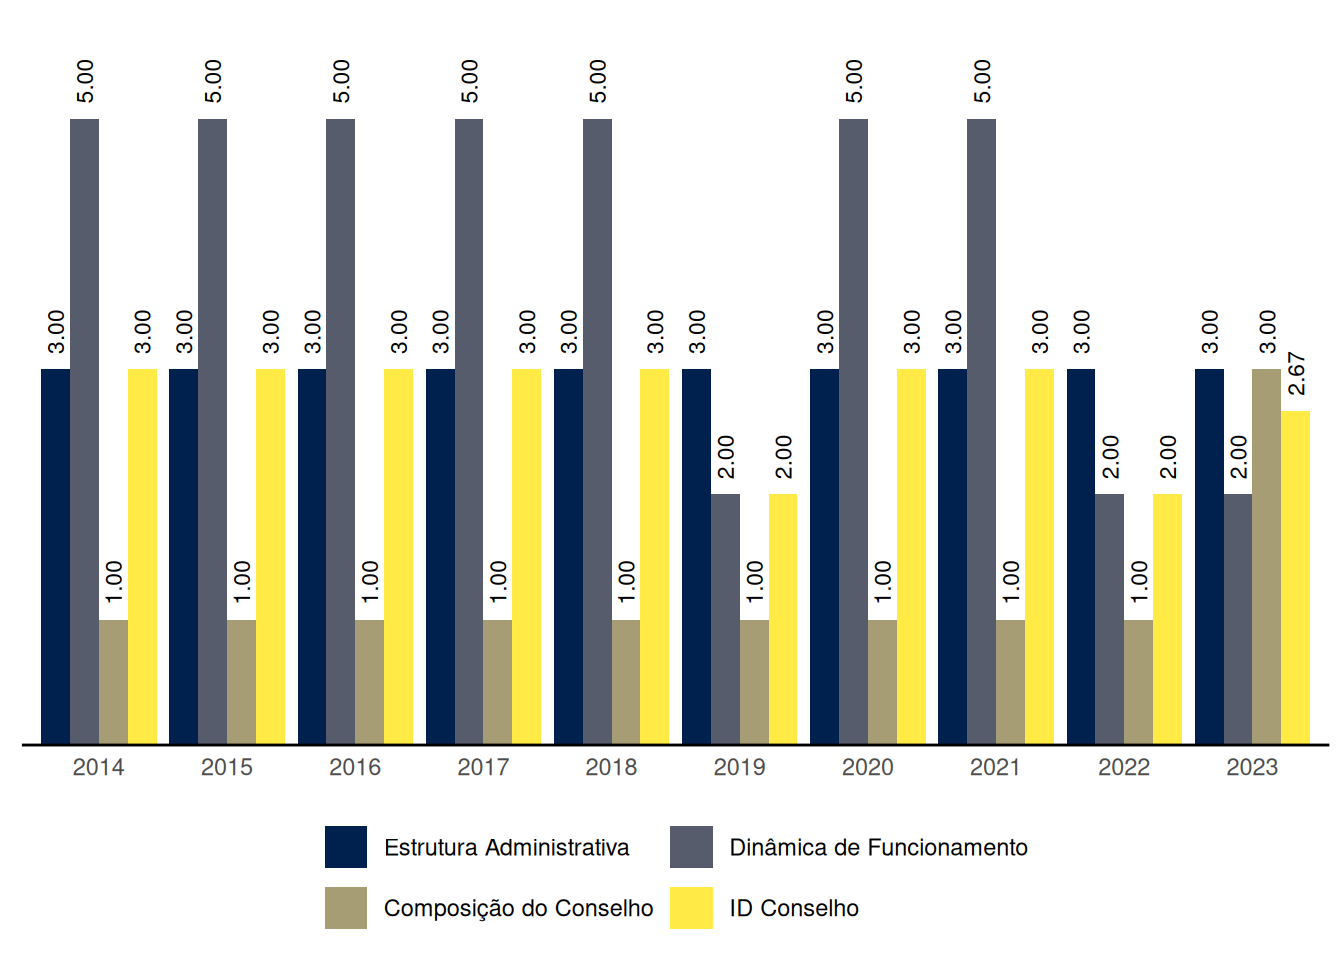 5.00 5.00 5.00 5.00 5.00 5.00 5.00
3.00 3.00 3.00 3.00 3.00 3.00 3.00 3.00 3.00 3.00 3.00 3.00 3.00 3.00 3.00 3.00 3.00 3.00
2.67
2.00 2.00 2.00 2.00 2.00
1.00 1.00 1.00 1.00 1.00 1.00 1.00 1.00 1.00
2014 2015 2016 2017 2018 2019 2020 2021 2022 2023
Estrutura Administrativa Dinâmica de Funcionamento
Composição do Conselho ID Conselho